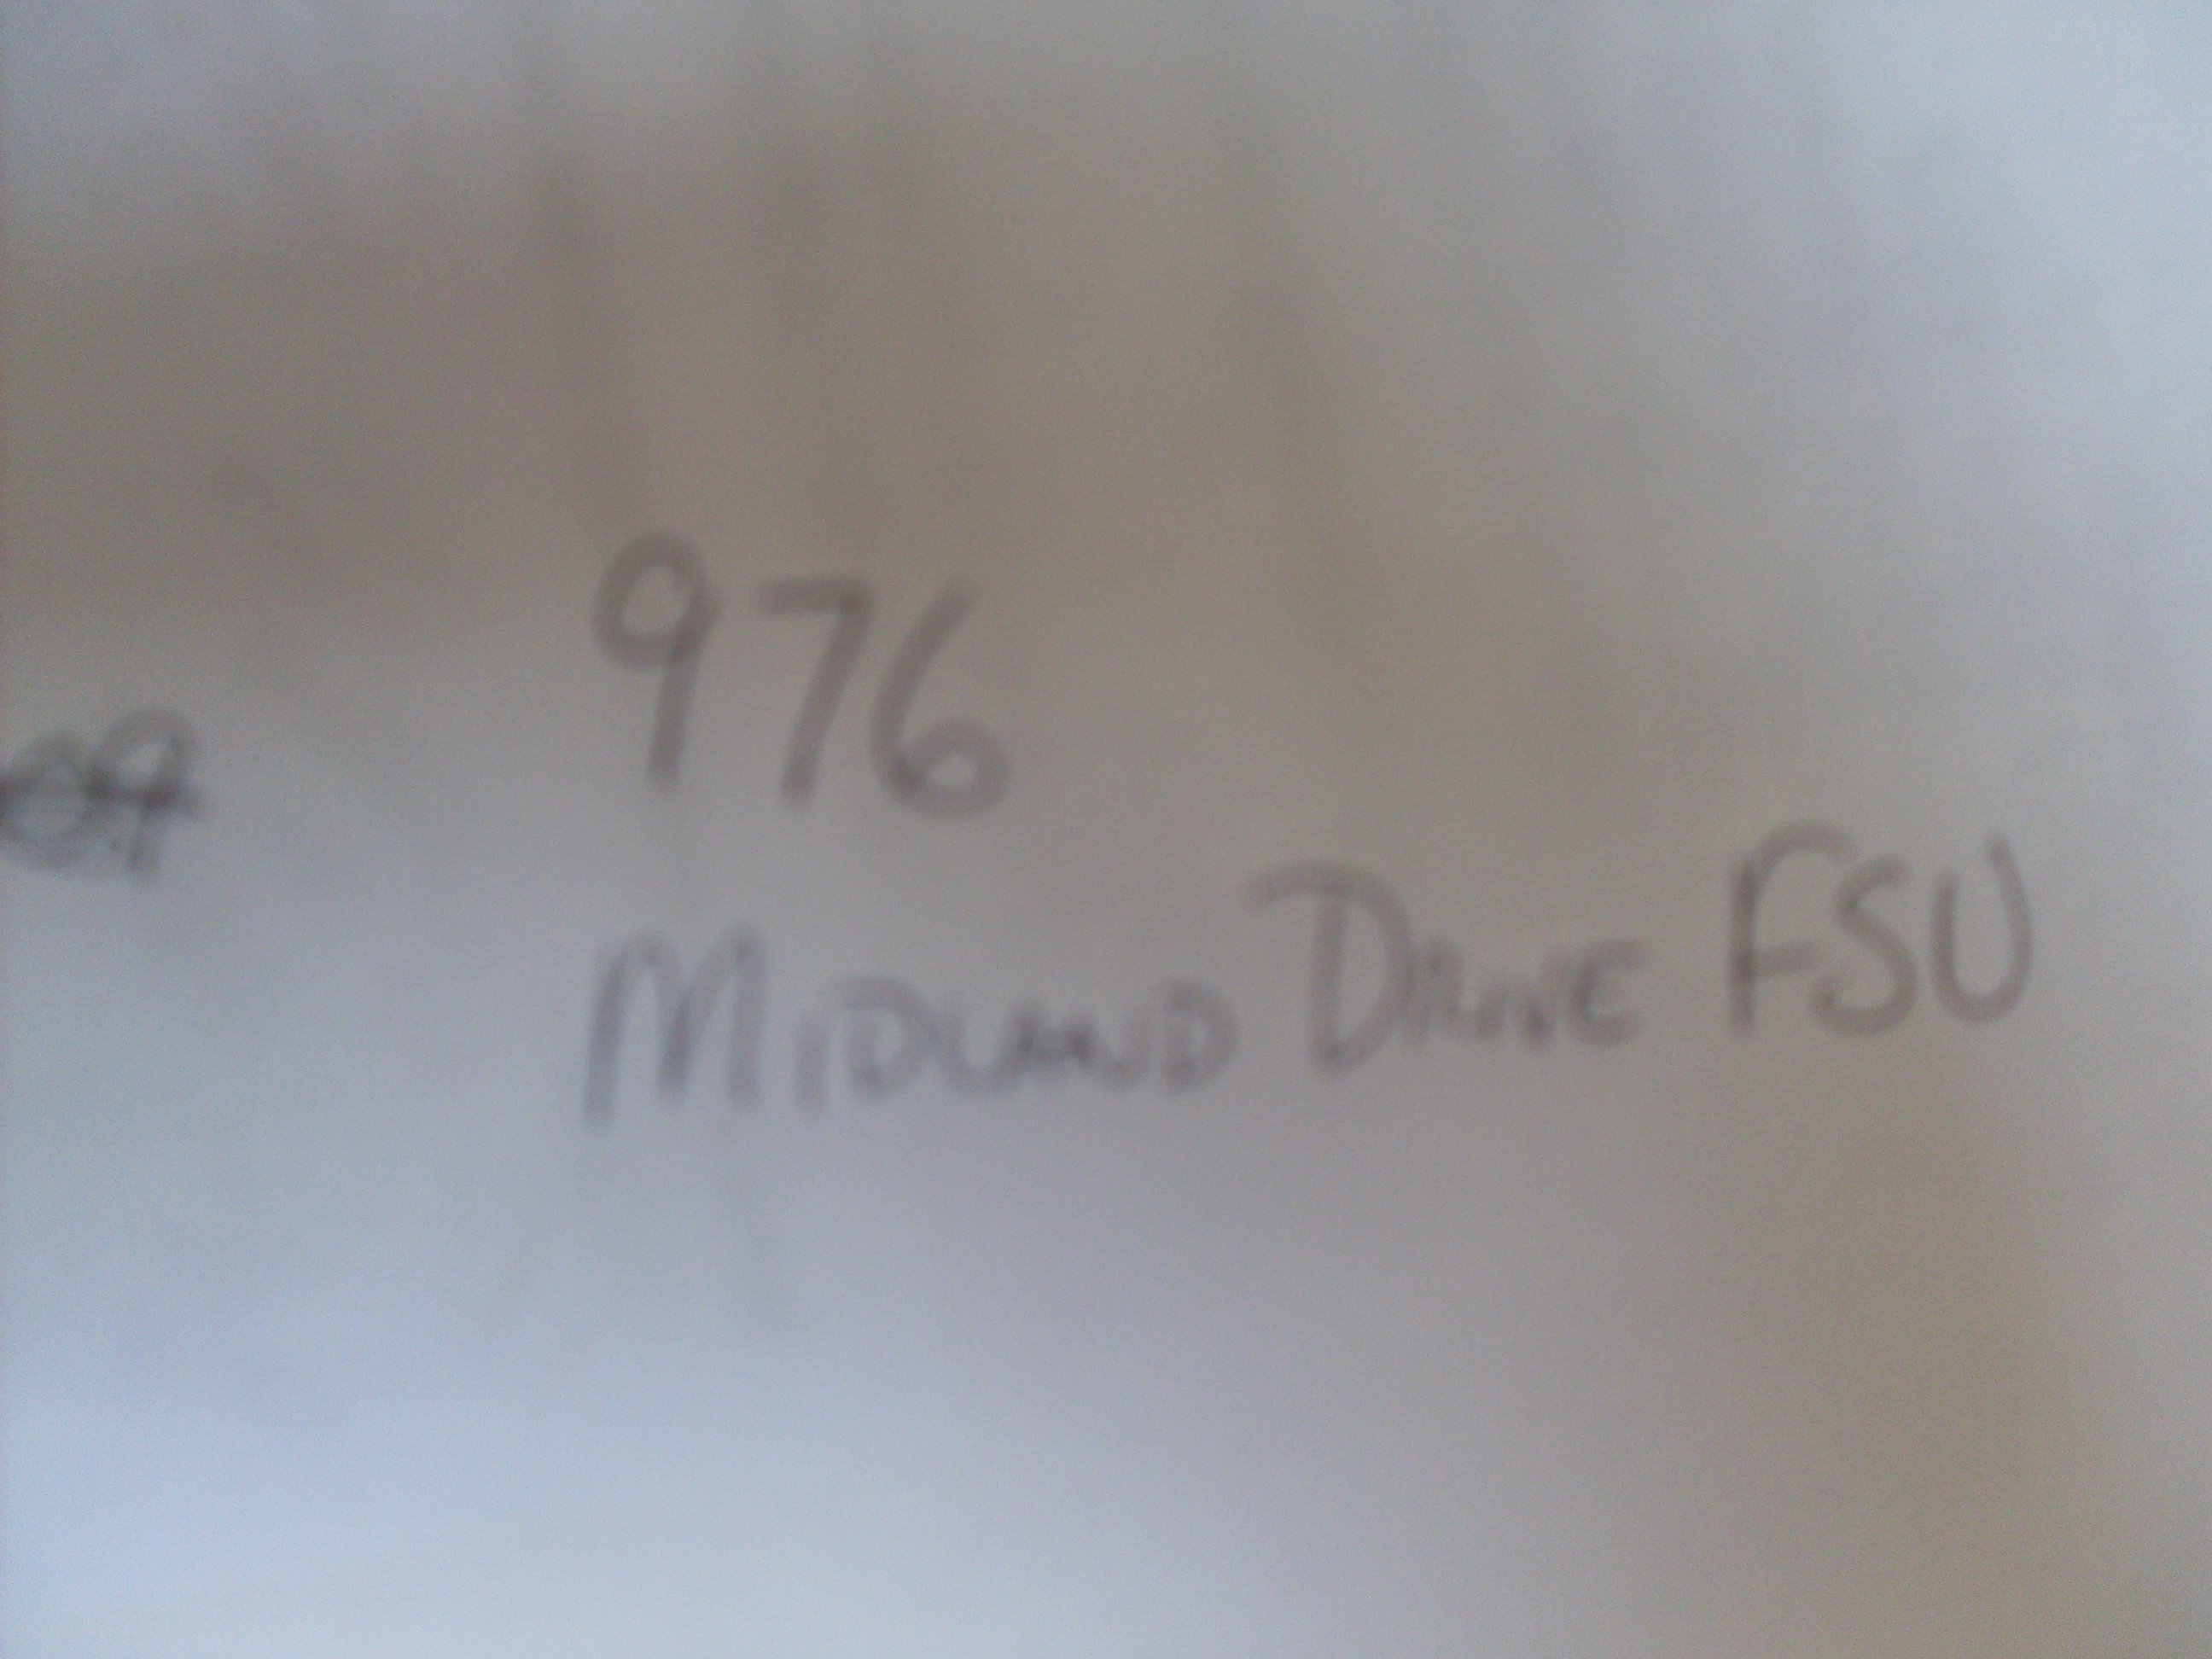 976
MIDLAND DRIVE FSU